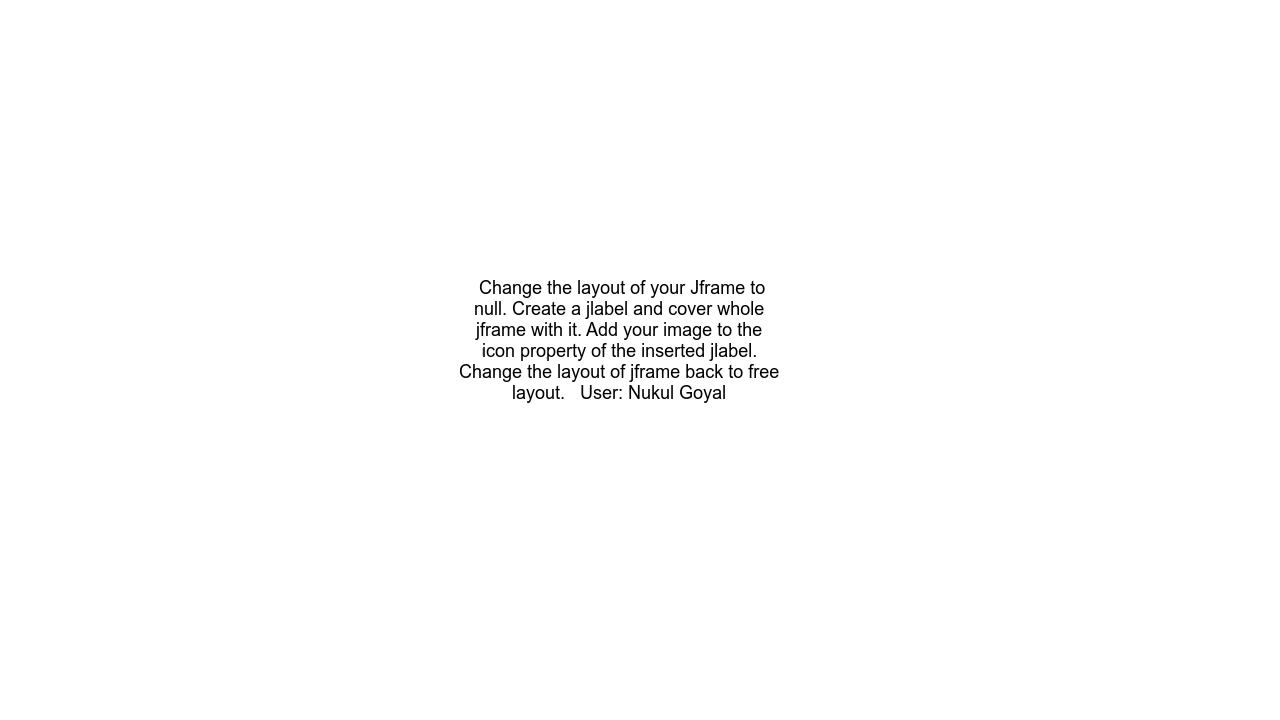 Change the layout of your Jframe to
null. Create a jlabel and cover whole
jframe with it. Add your image to the
icon property of the inserted jlabel.
Change the layout of jframe back to free
layout.   User: Nukul Goyal